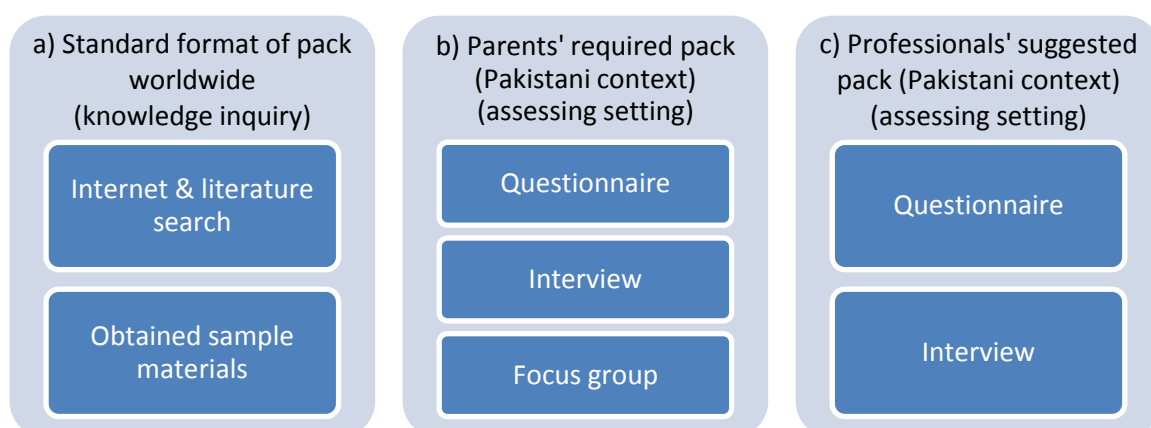 a) Standard format of pack
worldwide
(knowledge inquiry)
Internet & literature
search
Obtained sample
materials
b) Parents' required pack
(Pakistani context)
(assessing setting)
Questionnaire
Interview
Focus group
c) Professionals' suggested
pack (Pakistani context)
(assessing setting)
Questionnaire
Interview